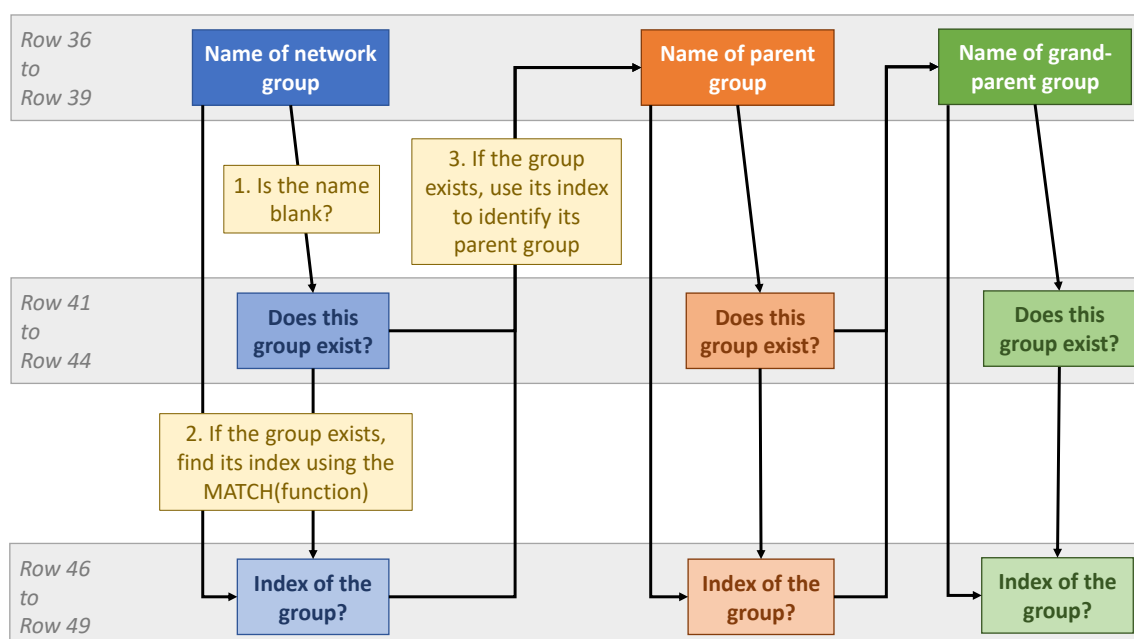 Row 36
to
Row 39
Name of network
group
Name of parent
group
Name of grand-
parent group
1. Is the name
blank?
3. If the group
exists, use its index
to identify its
parent group
Row 41
to
Row 44
Does this
group exist?
Does this
group exist?
Does this
group exist?
2. If the group exists,
find its index using the
MATCH(function)
Row 46
to
Row 49
Index of the
group?
Index of the
group?
Index of the
group?